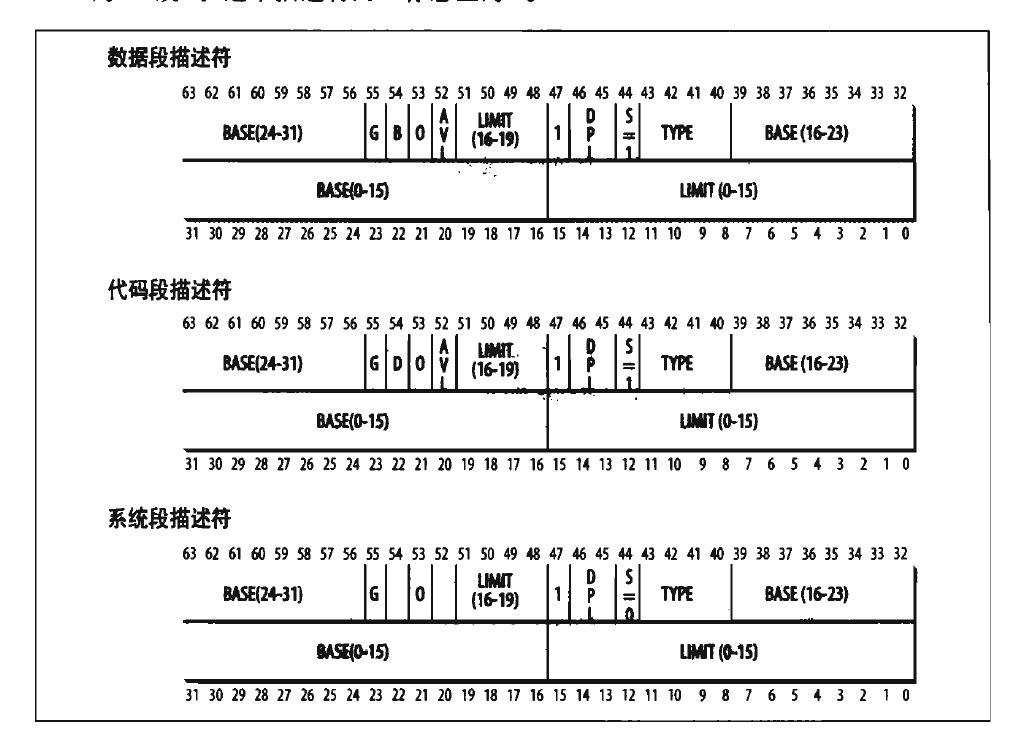 数据段描述符
63 62 61 60 59 58 57 56 55 54 53 52 51 50 49 48 47 46 45 44 43 42 41 40 39 38 37 36 35 34 33 32
BASE(24-31) G B 0 AVL LIMIT (16-19) 1 DPL S=1 TYPE BASE (16-23)
BASE(0-15) LIMIT (0-15)
31 30 29 28 27 26 25 24 23 22 21 20 19 18 17 16 15 14 13 12 11 10 9 8 7 6 5 4 3 2 1 0
代码段描述符
63 62 61 60 59 58 57 56 55 54 53 52 51 50 49 48 47 46 45 44 43 42 41 40 39 38 37 36 35 34 33 32
BASE(24-31) G D 0 AVL LIMIT (16-19) 1 DPL S=1 TYPE BASE (16-23)
BASE(0-15) LIMIT (0-15)
31 30 29 28 27 26 25 24 23 22 21 20 19 18 17 16 15 14 13 12 11 10 9 8 7 6 5 4 3 2 1 0
系统段描述符
63 62 61 60 59 58 57 56 55 54 53 52 51 50 49 48 47 46 45 44 43 42 41 40 39 38 37 36 35 34 33 32
BASE(24-31) G 0 LIMIT (16-19) 1 DPL S=0 TYPE BASE (16-23)
BASE(0-15) LIMIT (0-15)
31 30 29 28 27 26 25 24 23 22 21 20 19 18 17 16 15 14 13 12 11 10 9 8 7 6 5 4 3 2 1 0